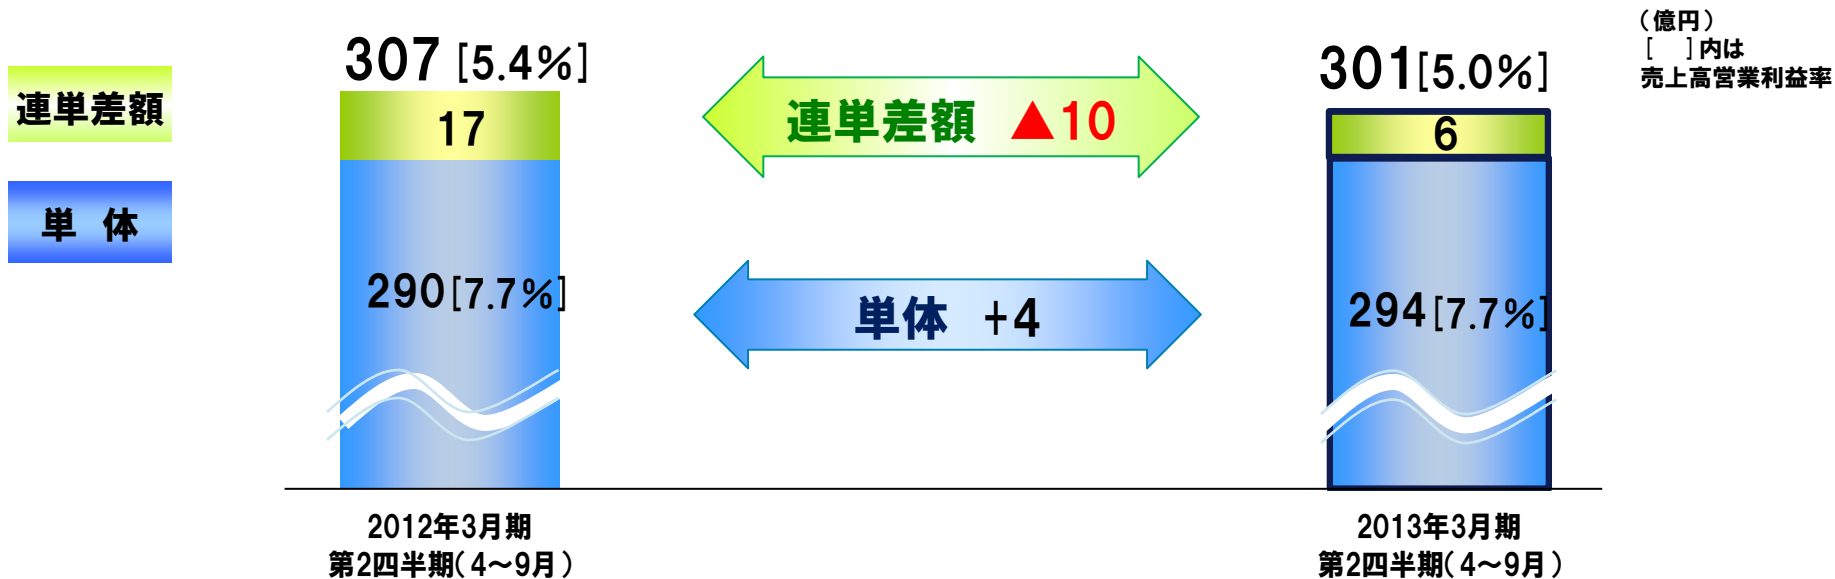 (億円)
[ ]内は
売上高営業利益率
連単差額
単 体
307 [5.4%]
17
290[7.7%]
連単差額 ▲10
単体 +4
301[5.0%]
6
294[7.7%]
2012年3月期
第2四半期(4～9月)
2013年3月期
第2四半期(4～9月)